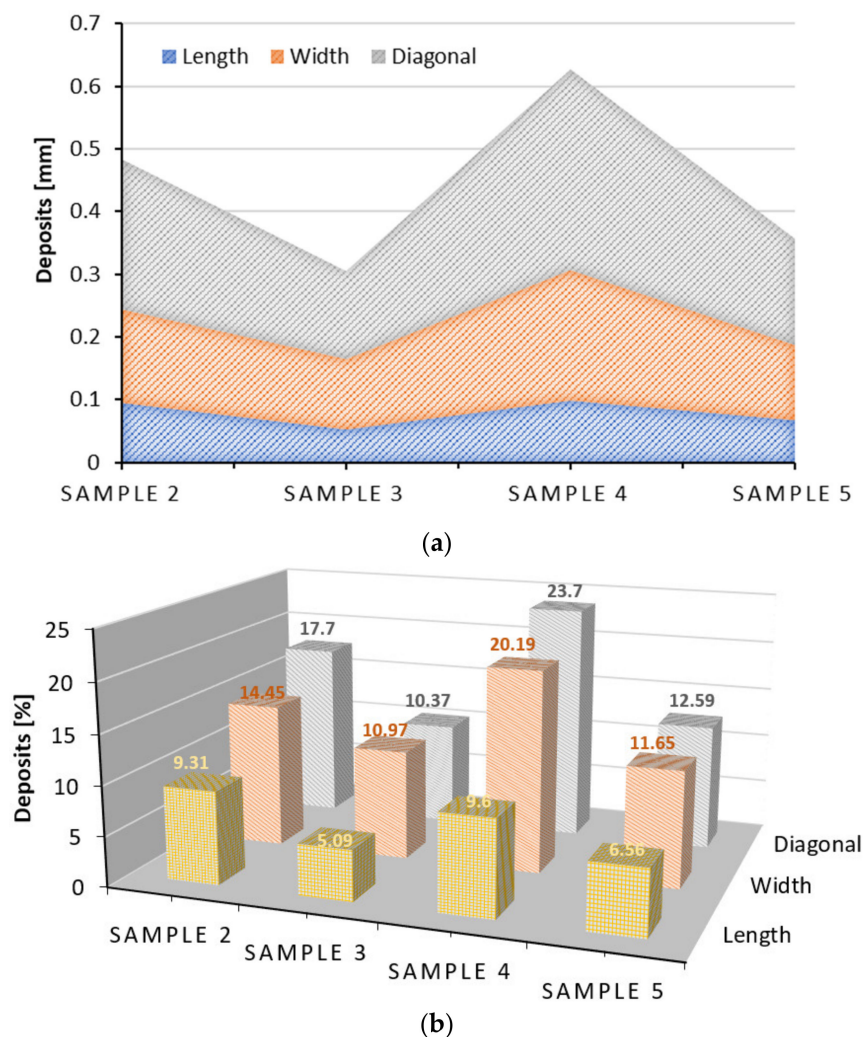 0.7
Length Width Diagonal
0.6
0.5
0.4
0.3
0.2
0.1
0
Deposits [mm]
SAMPLE 2 SAMPLE 3 SAMPLE 4 SAMPLE 5
(a)
25
20
15
10
5
0
Deposits [%]
17.7 10.37 23.7 12.59
14.45 10.97 20.19 11.65
9.31 5.09 9.6 6.56
Diagonal
Width
Length
SAMPLE 2
SAMPLE 3
SAMPLE 4
SAMPLE 5
(b)